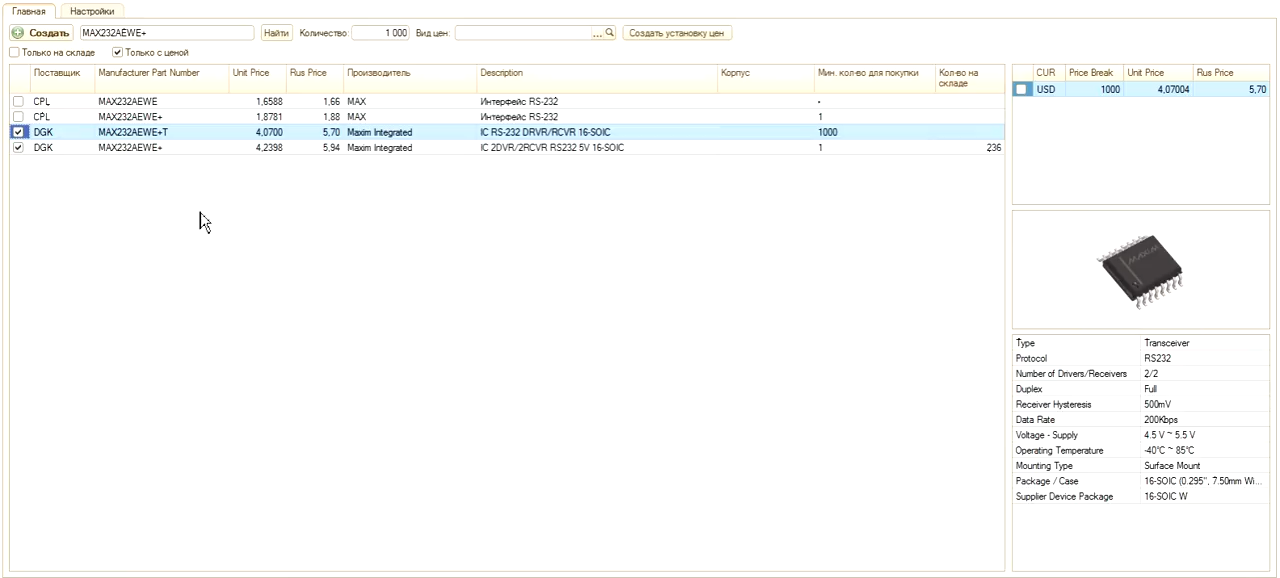 Главная Настройки
Создать MAX232AEWE+ Найти Количество: 1 000 Вид цен: ... Создать установку цен
Только на складе Только с ценой
Поставщик Manufacturer Part Number Unit Price Rus Price Производитель Description Корпус Мин. кол-во для покупки Кол-во на складе
CPL MAX232AEWE 1,6588 1,66 MAX Интерфейс RS-232 -
CPL MAX232AEWE+ 1,8781 1,88 MAX Интерфейс RS-232 1
DGK MAX232AEWE+T 4,0700 5,70 Maxim Integrated IC RS-232 DRVR/RCVR 16-SOIC 1000
DGK MAX232AEWE+ 4,2398 5,94 Maxim Integrated IC 2DVR/2RCVR RS232 5V 16-SOIC 1 236
CUR Price Break Unit Price Rus Price
USD 1000 4,07004 5,70
MAXIM
Type Transceiver
Protocol RS232
Number of Drivers/Receivers 2/2
Duplex Full
Receiver Hysteresis 500mV
Data Rate 200Kbps
Voltage - Supply 4.5 V ~ 5.5 V
Operating Temperature -40°C ~ 85°C
Mounting Type Surface Mount
Package / Case 16-SOIC (0.295", 7.50mm Wi...
Supplier Device Package 16-SOIC W